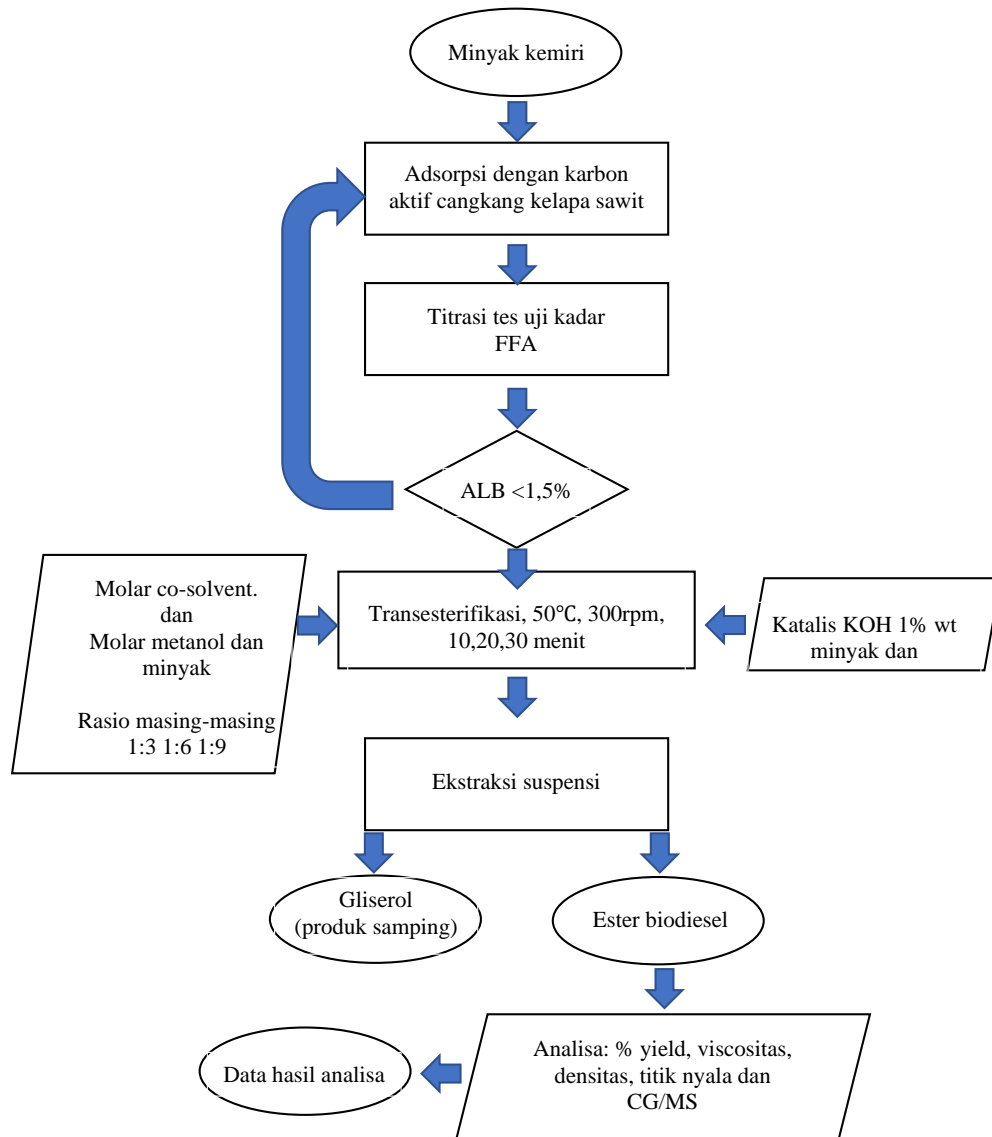 Minyak kemiri
Adsorpsi dengan karbon
aktif cangkang kelapa sawit
Titrasi tes uji kadar
FFA
ALB <1,5%
Molar co-solvent.
dan
Molar metanol dan
minyak
Rasio masing-masing
1:3 1:6 1:9
Transesterifikasi, 50℃, 300rpm,
10,20,30 menit
Katalis KOH 1% wt
minyak dan
Ekstraksi suspensi
Gliserol
(produk samping)
Ester biodiesel
Analisa: % yield, viscositas,
densitas, titik nyala dan
CG/MS
Data hasil analisa